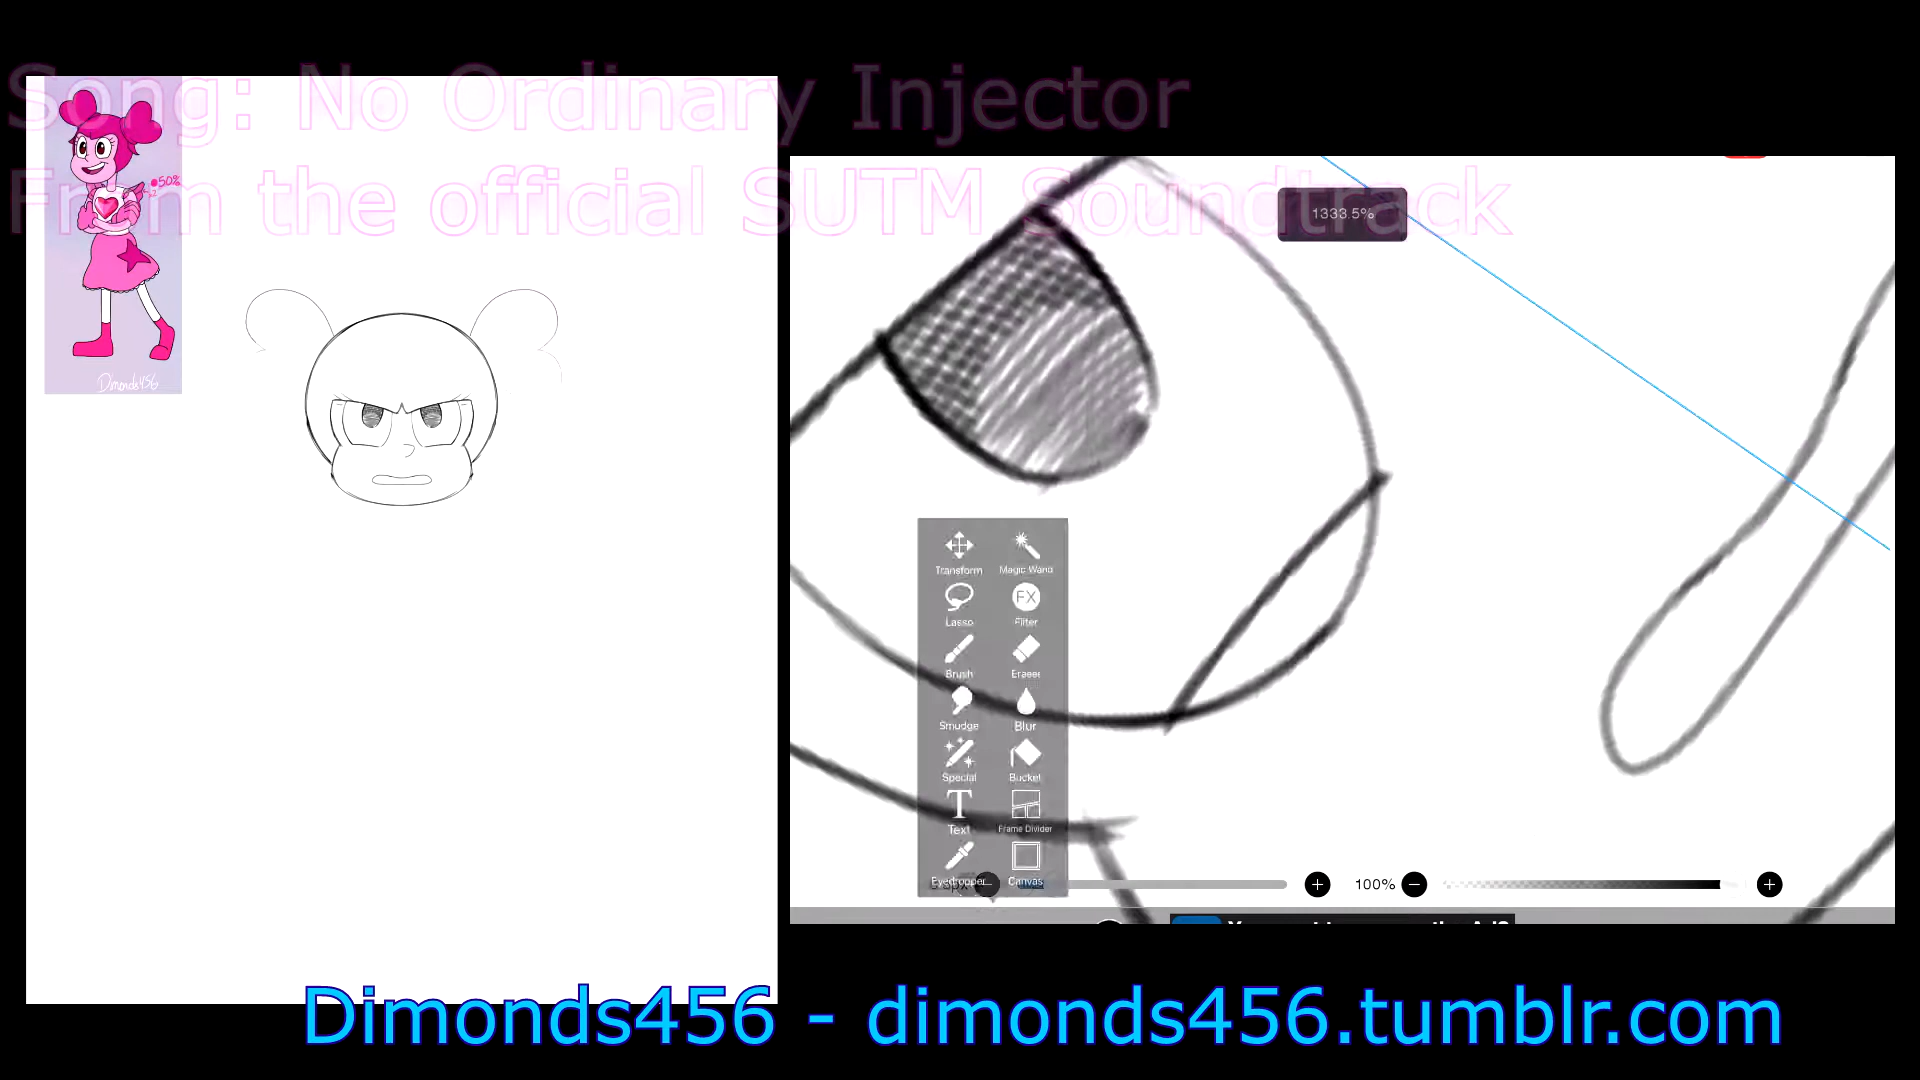 Song: No Ordinary Injector
From the official SUTM Soundtrack
50%
Dimonds456
1333.5%
Transform
Magic Wand
Lasso
FX
Filter
Brush
Eraser
Smudge
Blur
Special
Bucket
T
Text
Frame Divider
Eyedropper...
Canvas
100%
Dimonds456 - dimonds456.tumblr.com